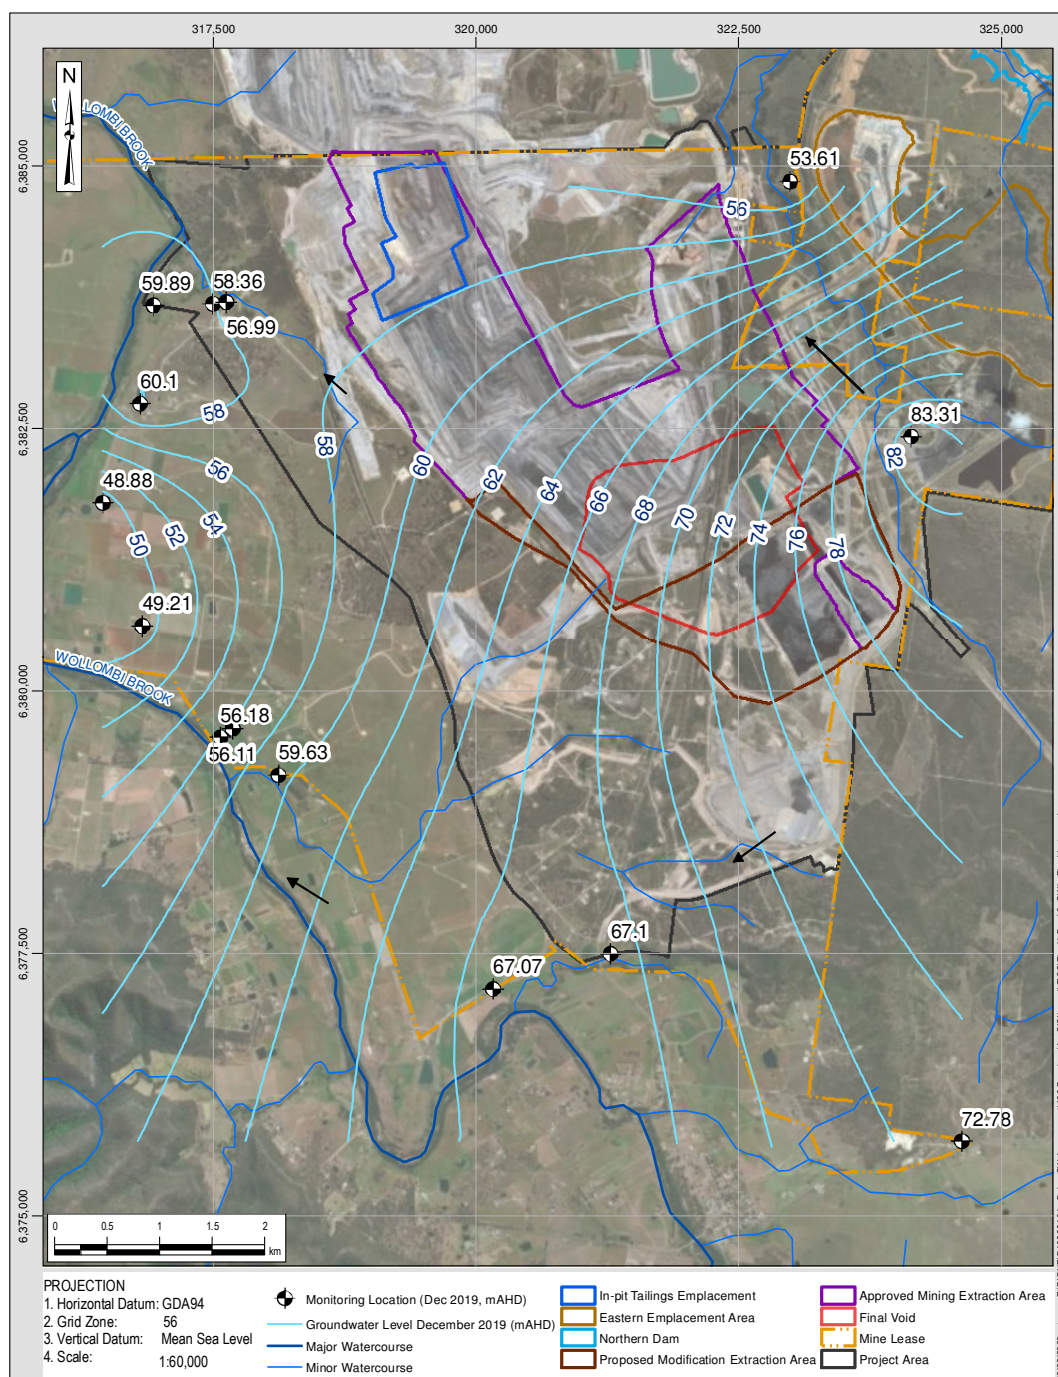 317,500
320,000
322,500
325,000
N
WOLLOMBI BROOK
6,385,000
53.61
56
59.89
58.36
56.99
60.1
58
6,382,500
83.31
82
58
60
62
64
66
68
70
72
74
76
78
56
54
52
50
48.88
49.21
WOLLOMBI BROOK
6,380,000
56.18
56.11
59.63
67.1
6,377,500
67.07
72.78
6,375,000
0 0.5 1 1.5 2
km
PROJECTION
1. Horizontal Datum: GDA94
2. Grid Zone: 56
3. Vertical Datum: Mean Sea Level
4. Scale: 1:60,000
Monitoring Location (Dec 2019, mAHD)
Groundwater Level December 2019 (mAHD)
Major Watercourse
Minor Watercourse
In-pit Tailings Emplacement
Eastern Emplacement Area
Northern Dam
Proposed Modification Extraction Area
Approved Mining Extraction Area
Final Void
Mine Lease
Project Area